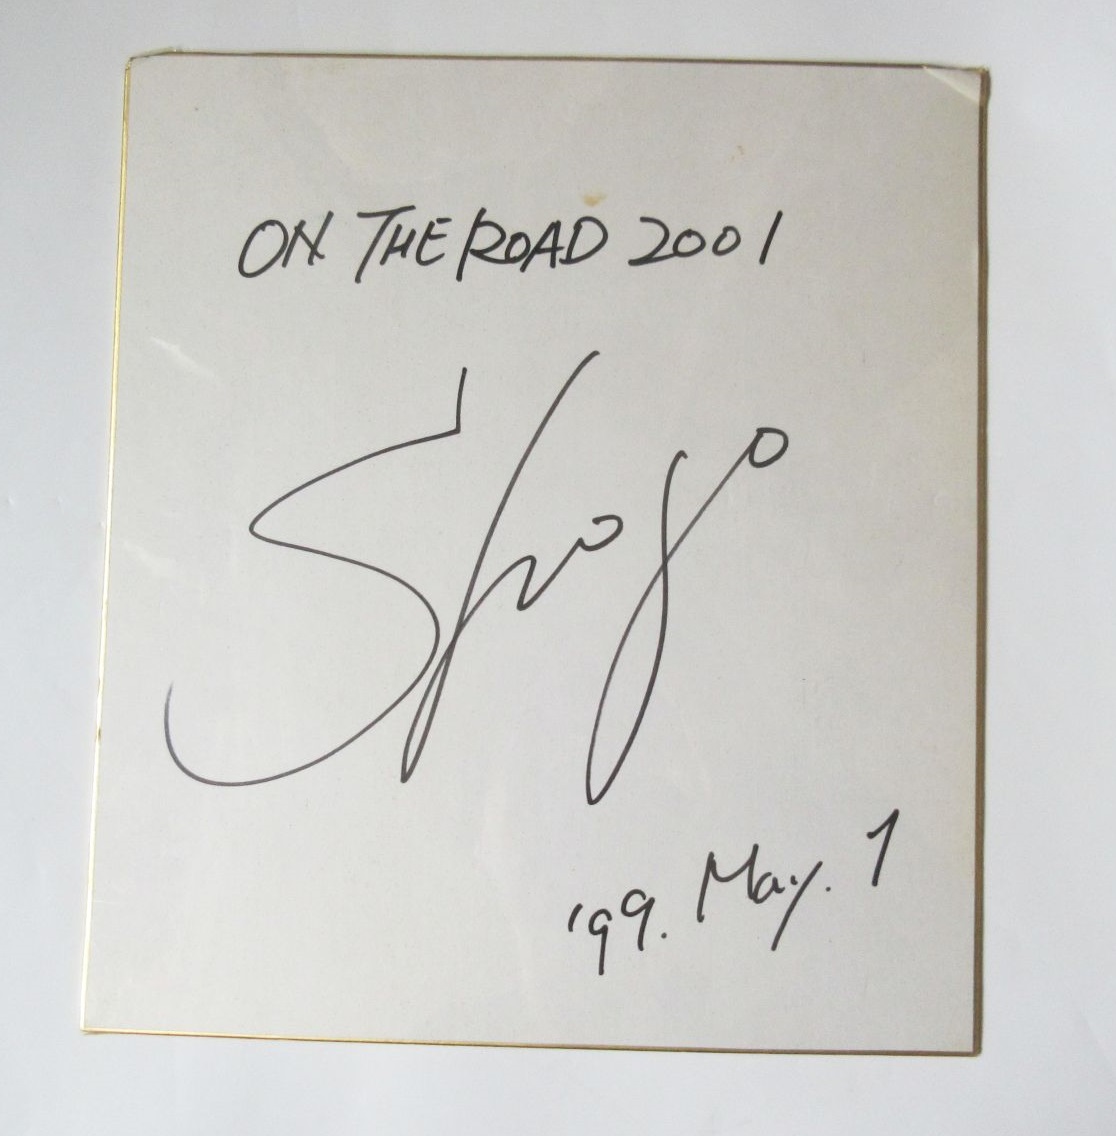 ON THE ROAD 2001
Shogo
'99. May. 1